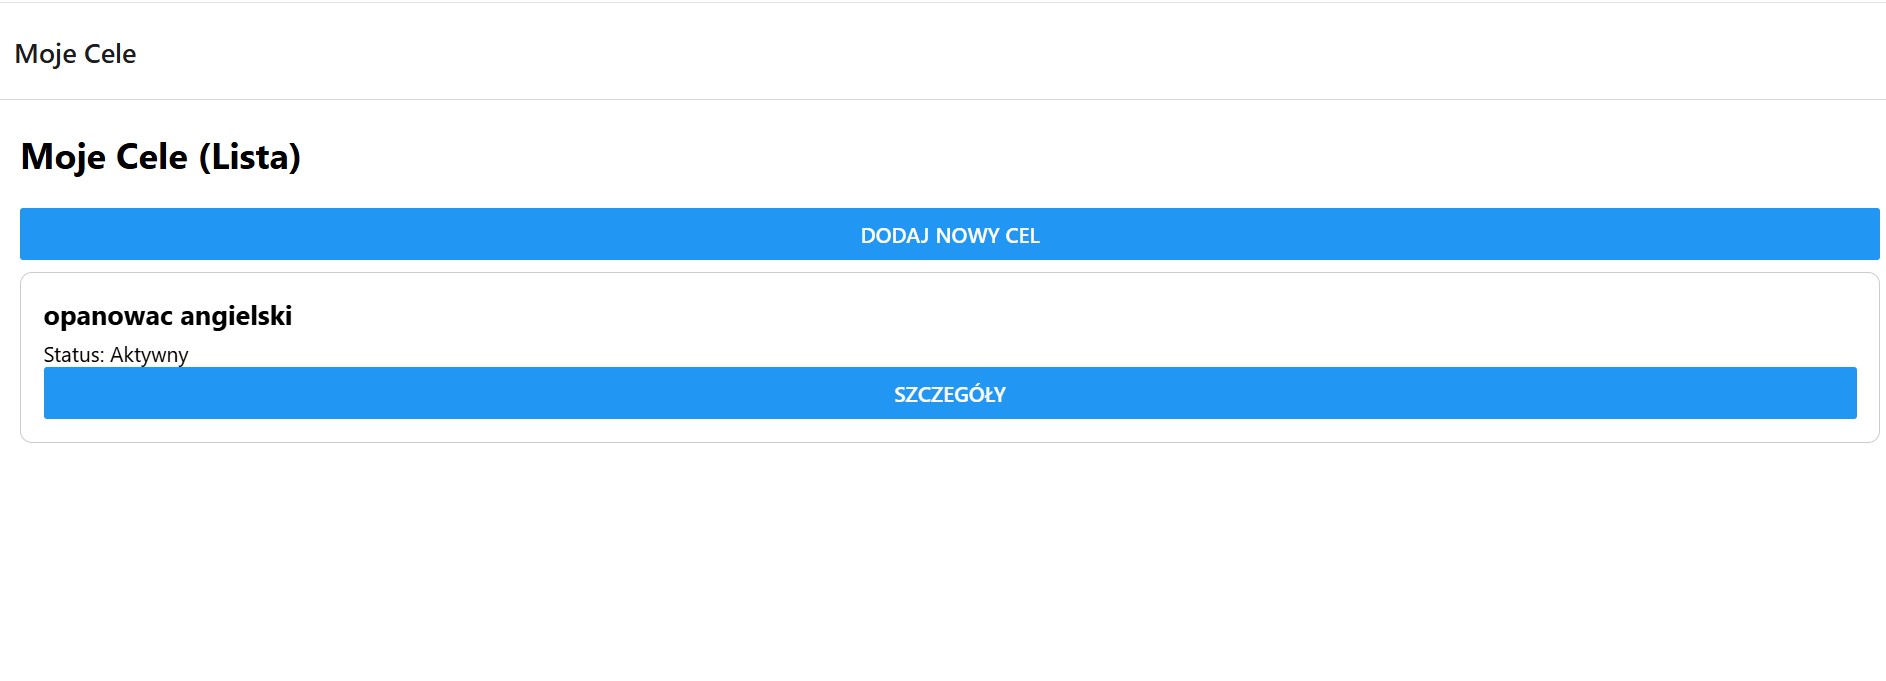 Moje Cele
Moje Cele (Lista)
DODAJ NOWY CEL
opanowac angielski
Status: Aktywny
SZCZEGÓŁY